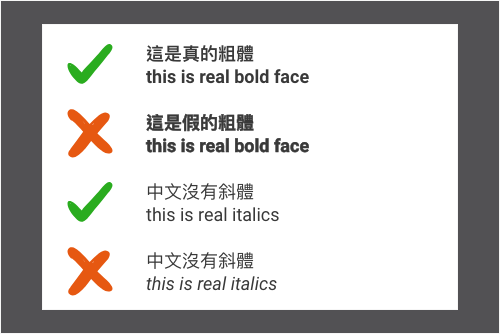 這是真的粗體
this is real bold face
這是假的粗體
this is real bold face
中文沒有斜體
this is real italics
中文沒有斜體
this is real italics